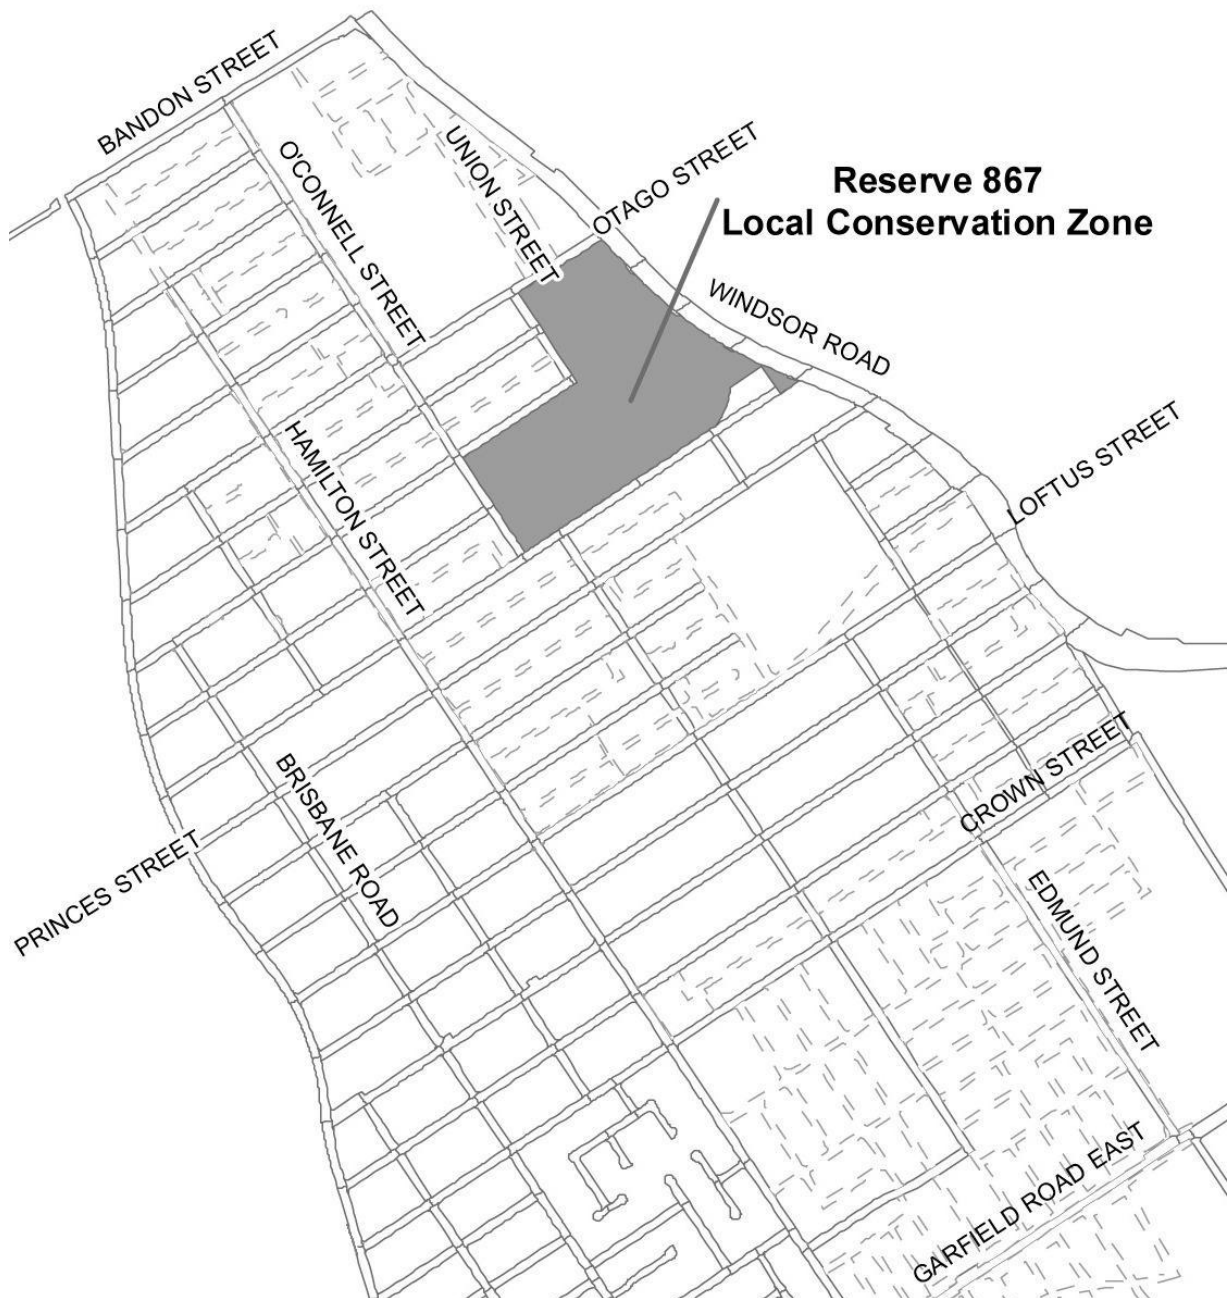 BANDON STREET
O'CONNELL STREET
UNION STREET
OTAGO STREET
Reserve 867
Local Conservation Zone
WINDSOR ROAD
HAMILTON STREET
LOFTUS STREET
BRISBANE ROAD
CROWN STREET
PRINCES STREET
EDMUND STREET
GARFIELD ROAD EAST